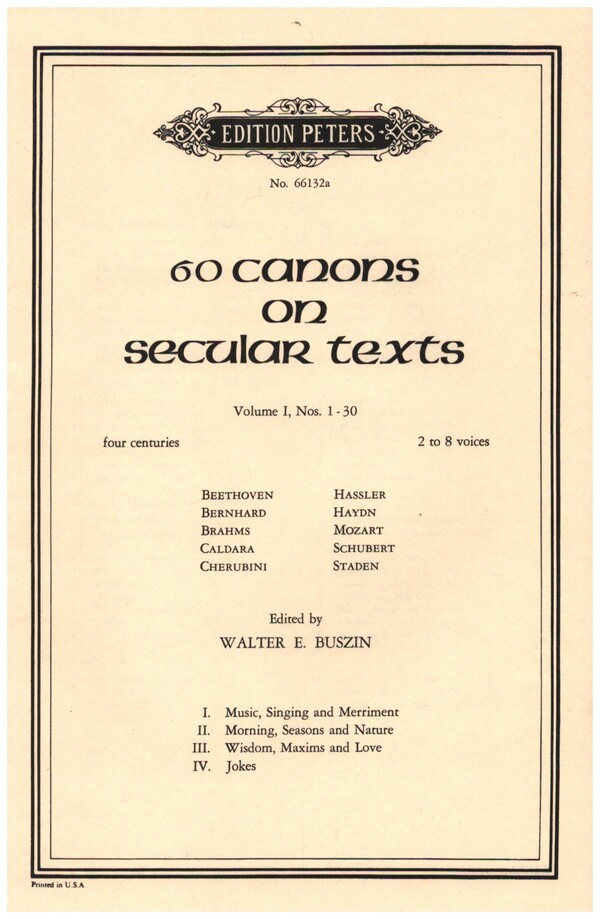 EDITION PETERS
No. 66132a
60 canons
on
secular texts
Volume I, Nos. 1 - 30
four centuries 2 to 8 voices
BEETHOVEN HASSLER
BERNHARD HAYDN
BRAHMS MOZART
CALDARA SCHUBERT
CHERUBINI STADEN
Edited by
WALTER E. BUSZIN
I. Music, Singing and Merriment
II. Morning, Seasons and Nature
III. Wisdom, Maxims and Love
IV. Jokes
Printed in U.S.A.